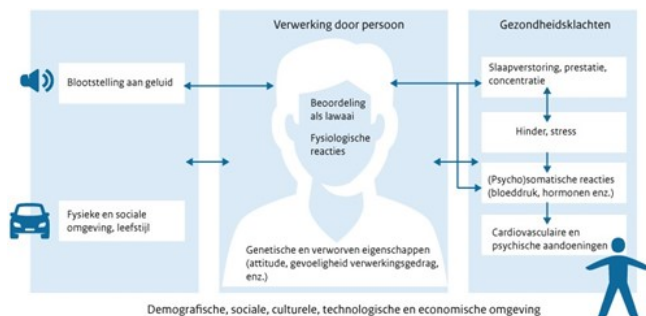 Verwerking door persoon
Gezondheidsklachten
Blootstelling aan geluid
Beoordeling
als lawaai
Fysiologische
reacties
Slaapverstoring, prestatie,
concentratie
Hinder, stress
(Psycho)somatische reacties
(bloeddruk, hormonen enz.)
Fysieke en sociale
omgeving, leefstijl
Genetische en verworven eigenschappen
(attitude, gevoeligheid verwerkingsgedrag,
enz.)
Cardiovasculaire en
psychische aandoeningen
Demografische, sociale, culturele, technologische en economische omgeving